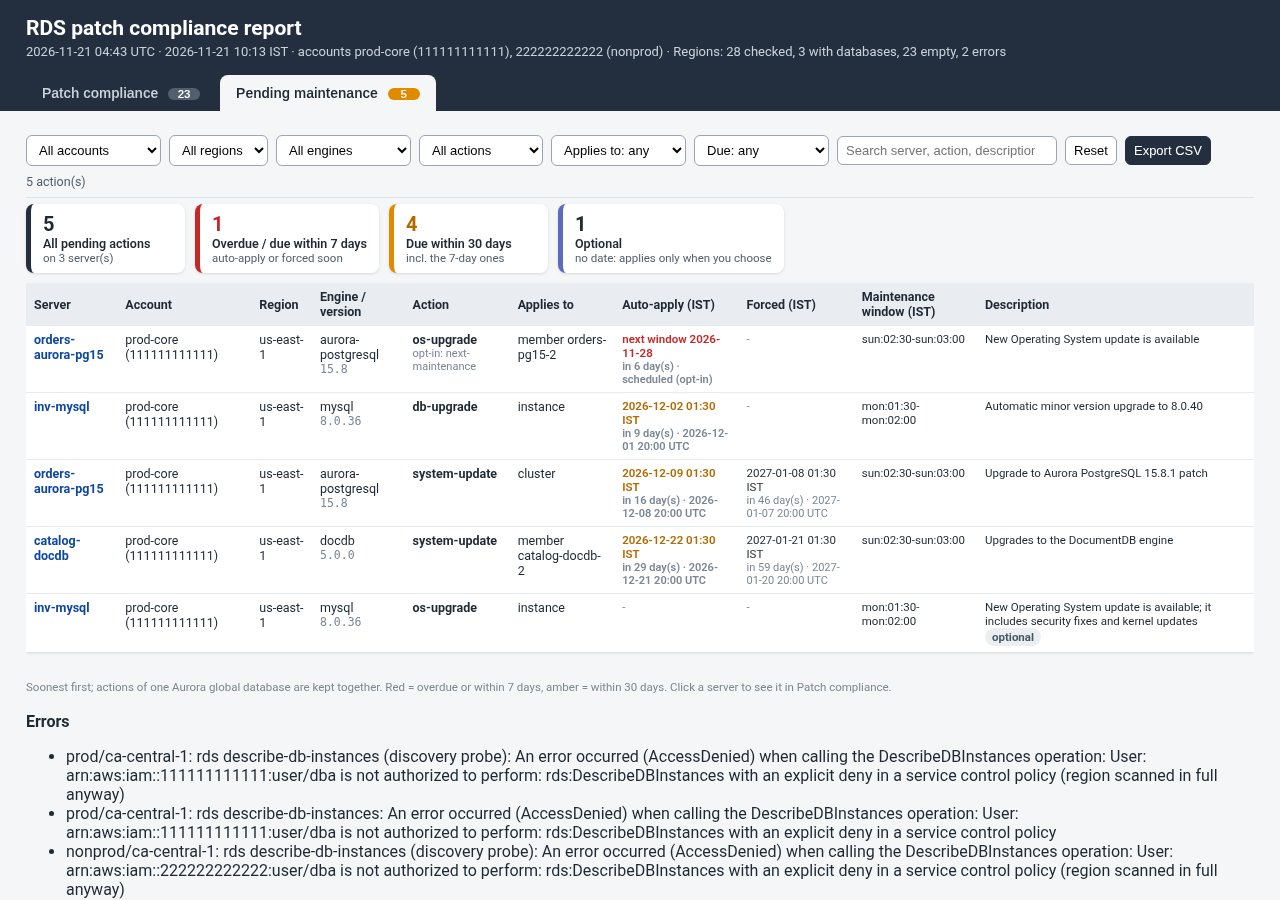 RDS patch compliance report
2026-11-21 04:43 UTC · 2026-11-21 10:13 IST · accounts prod-core (111111111111), 222222222222 (nonprod) · Regions: 28 checked, 3 with databases, 23 empty, 2 errors
Patch compliance 23
Pending maintenance 5
All accounts
All regions
All engines
All actions
Applies to: any
Due: any
Search server, action, descriptior
Reset
Export CSV
5 action(s)
5
All pending actions
on 3 server(s)
1
Overdue / due within 7 days
auto-apply or forced soon
4
Due within 30 days
incl. the 7-day ones
1
Optional
no date: applies only when you choose
Server
Account
Region
Engine /
version
Action
Applies to
Auto-apply (IST)
Forced (IST)
Maintenance
window (IST)
Description
orders-
aurora-pg15
prod-core
(111111111111)
us-east-
1
aurora-
postgresql
15.8
os-upgrade
opt-in: next-
maintenance
member orders-
pg15-2
next window 2026-
11-28
in 6 day(s) ·
scheduled (opt-in)
-
sun:02:30-sun:03:00
New Operating System update is available
inv-mysql
prod-core
(111111111111)
us-east-
1
mysql
8.0.36
db-upgrade
instance
2026-12-02 01:30
IST
in 9 day(s) · 2026-12-
01 20:00 UTC
-
mon:01:30-
mon:02:00
Automatic minor version upgrade to 8.0.40
orders-
aurora-pg15
prod-core
(111111111111)
us-east-
1
aurora-
postgresql
15.8
system-update
cluster
2026-12-09 01:30
IST
in 16 day(s) · 2026-
12-08 20:00 UTC
2027-01-08 01:30
IST
in 46 day(s) · 2027-
01-07 20:00 UTC
sun:02:30-sun:03:00
Upgrade to Aurora PostgreSQL 15.8.1 patch
catalog-
docdb
prod-core
(111111111111)
us-east-
1
docdb
5.0.0
system-update
member
catalog-docdb-
2
2026-12-22 01:30
IST
in 29 day(s) · 2026-
12-21 20:00 UTC
2027-01-21 01:30
IST
in 59 day(s) · 2027-
01-20 20:00 UTC
sun:02:30-sun:03:00
Upgrades to the DocumentDB engine
inv-mysql
prod-core
(111111111111)
us-east-
1
mysql
8.0.36
os-upgrade
instance
-
-
mon:01:30-
mon:02:00
New Operating System update is available; it
includes security fixes and kernel updates
optional
Soonest first; actions of one Aurora global database are kept together. Red = overdue or within 7 days, amber = within 30 days. Click a server to see it in Patch compliance.
Errors
• prod/ca-central-1: rds describe-db-instances (discovery probe): An error occurred (AccessDenied) when calling the DescribeDBInstances operation: User:
arn:aws:iam::111111111111:user/dba is not authorized to perform: rds:DescribeDBInstances with an explicit deny in a service control policy (region scanned in full
anyway)
• prod/ca-central-1: rds describe-db-instances: An error occurred (AccessDenied) when calling the DescribeDBInstances operation: User:
arn:aws:iam::111111111111:user/dba is not authorized to perform: rds:DescribeDBInstances with an explicit deny in a service control policy
• nonprod/ca-central-1: rds describe-db-instances (discovery probe): An error occurred (AccessDenied) when calling the DescribeDBInstances operation: User:
arn:aws:iam::222222222222:user/dba is not authorized to perform: rds:DescribeDBInstances with an explicit deny in a service control policy (region scanned in full
anyway)